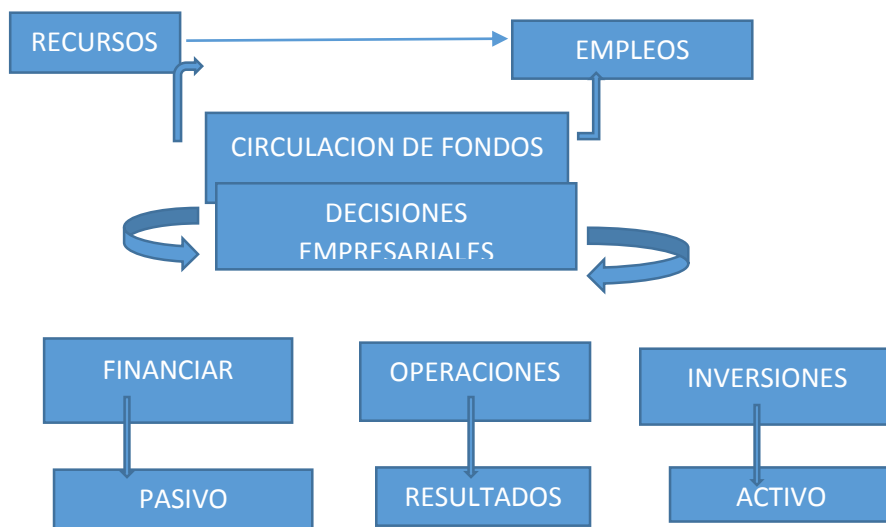 RECURSOS
EMPLEOS
CIRCULACION DE FONDOS
DECISIONES
EMPRESARIALES
FINANCIAR
OPERACIONES
INVERSIONES
PASIVO
RESULTADOS
ACTIVO